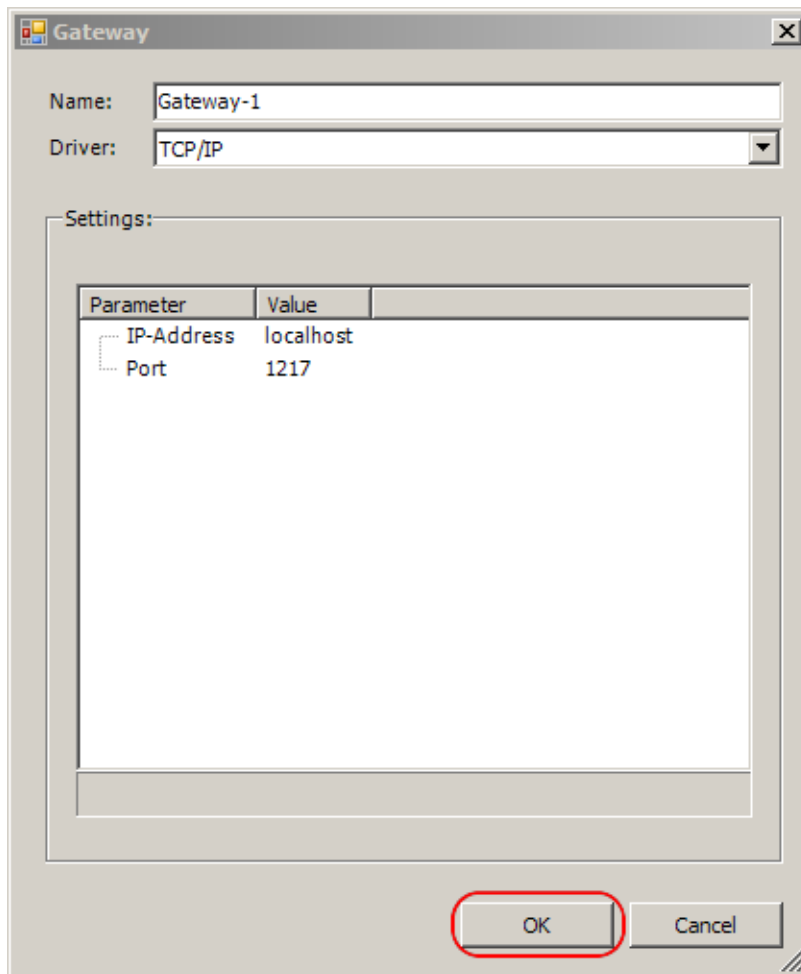 Gateway
Name: Gateway-1
Driver: TCP/IP
Settings:
Parameter Value
IP-Address localhost
Port 1217
OK Cancel